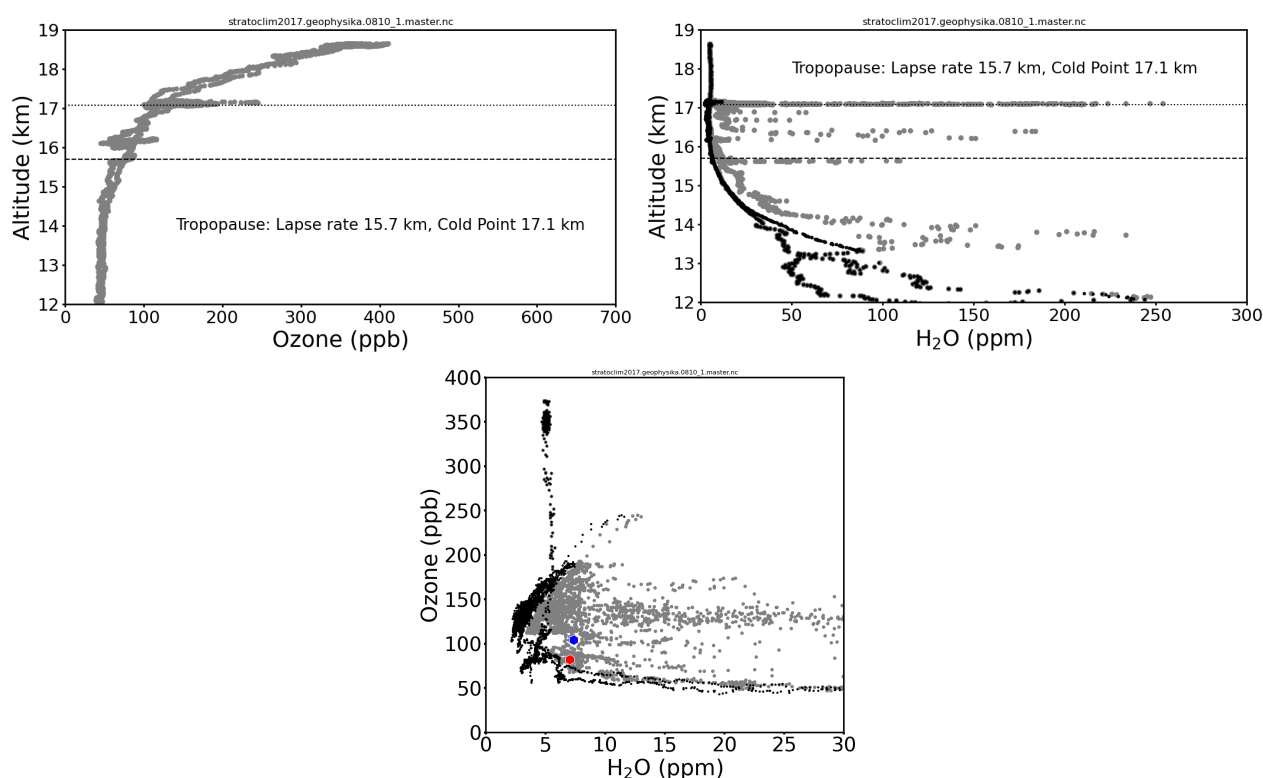 stratoclim2017.geophysika.0810_1.master.nc
19
18
17
16
15
14
13
12
Altitude (km)
Tropopause: Lapse rate 15.7 km, Cold Point 17.1 km
0 100 200 300 400 500 600 700
Ozone (ppb)
stratoclim2017.geophysika.0810_1.master.nc
19
18
17
16
15
14
13
12
Altitude (km)
Tropopause: Lapse rate 15.7 km, Cold Point 17.1 km
0 50 100 150 200 250 300
H₂O (ppm)
stratoclim2017.geophysika.0810_1.master.nc
400
350
300
250
200
150
100
50
0
Ozone (ppb)
0 5 10 15 20 25 30
H₂O (ppm)